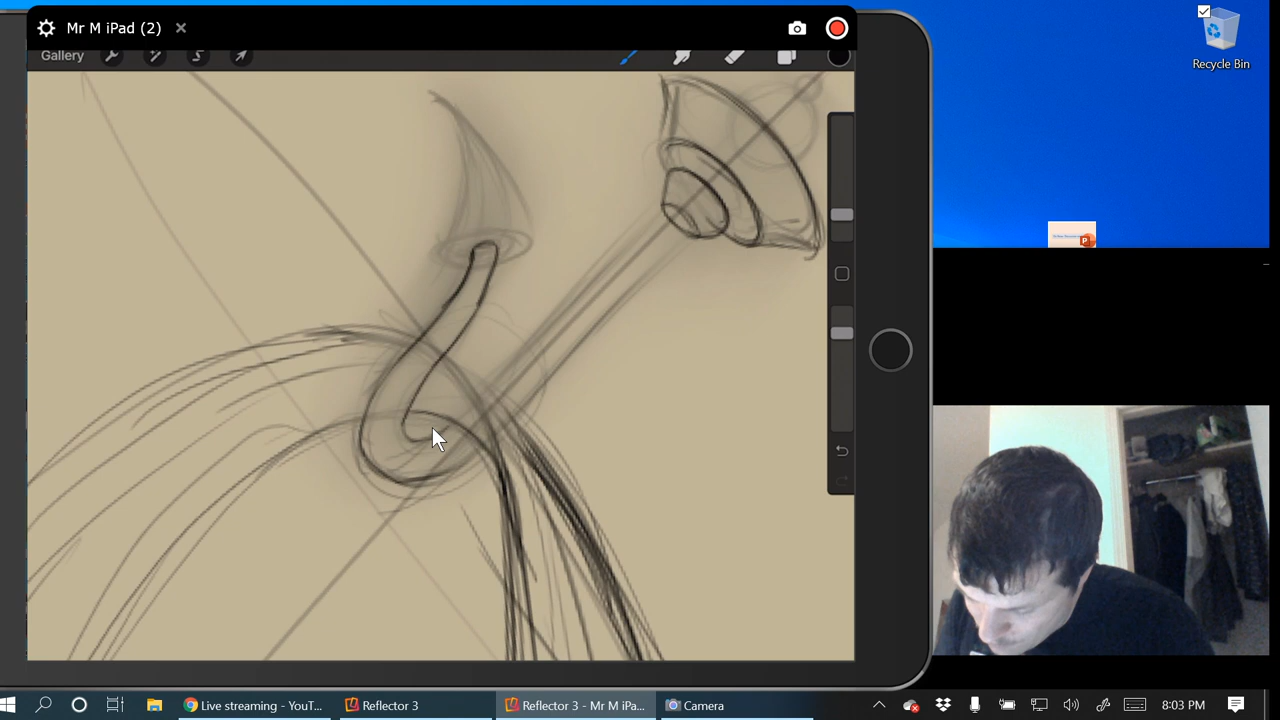 Mr M iPad (2)
Gallery
Recycle Bin
Live streaming - YouT...
Reflector 3
Reflector 3 - Mr M iPa...
Camera
8:03 PM